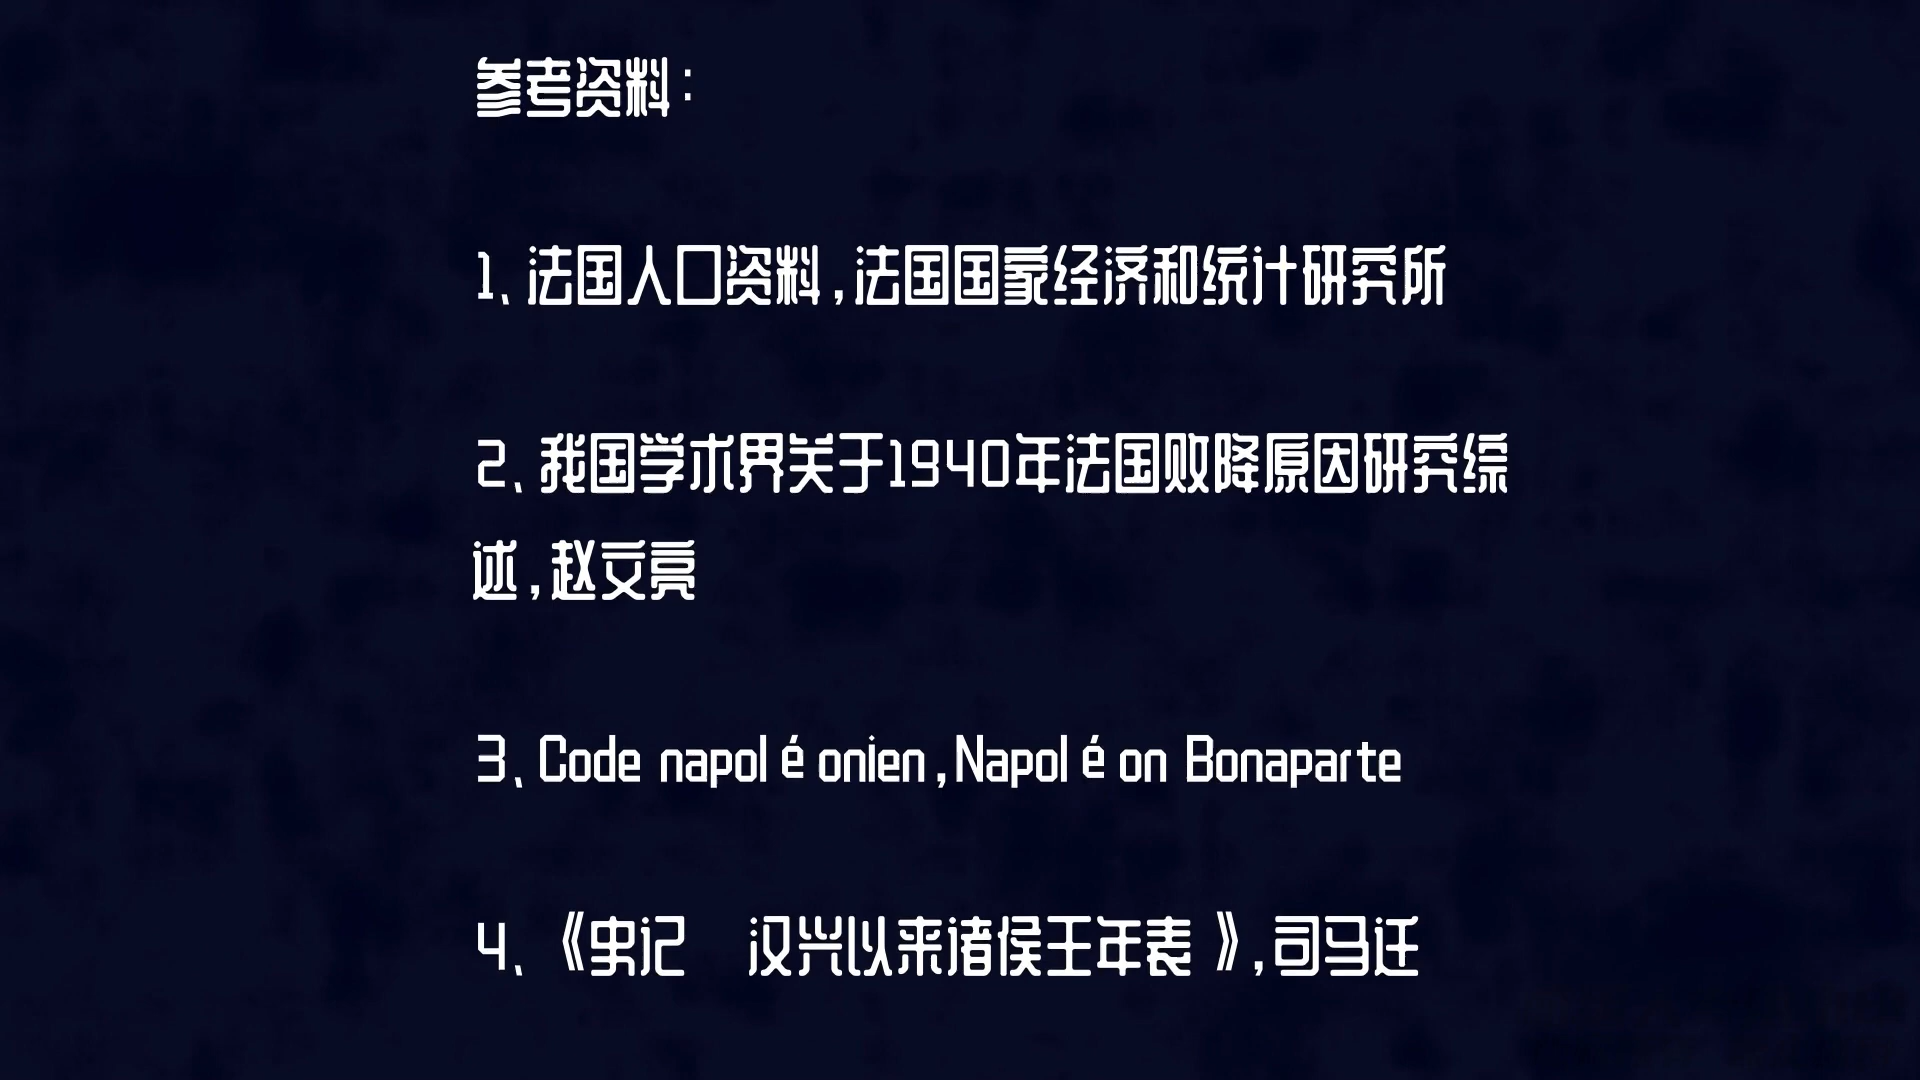 参考资料:
1、法国人口资料,法国国家经济和统计研究所
2、我国学术界关于1940年法国败降原因研究综
述,赵文亮
3、Code napoléonien,Napoléon Bonaparte
4、《史记 汉兴以来诸侯王年表》,司马迁